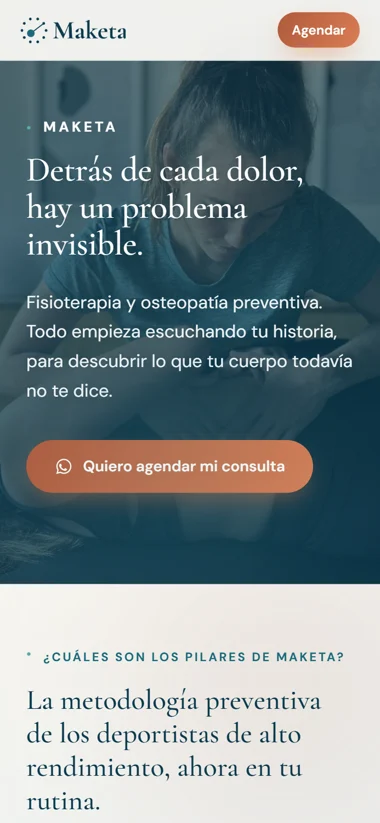 Maketa
Agendar
MAKETA
Detrás de cada dolor,
hay un problema
invisible.
Fisioterapia y osteopatía preventiva.
Todo empieza escuchando tu historia,
para descubrir lo que tu cuerpo todavía
no te dice.
Quiero agendar mi consulta
¿CUÁLES SON LOS PILARES DE MAKETA?
La metodología preventiva
de los deportistas de alto
rendimiento, ahora en tu
rutina.